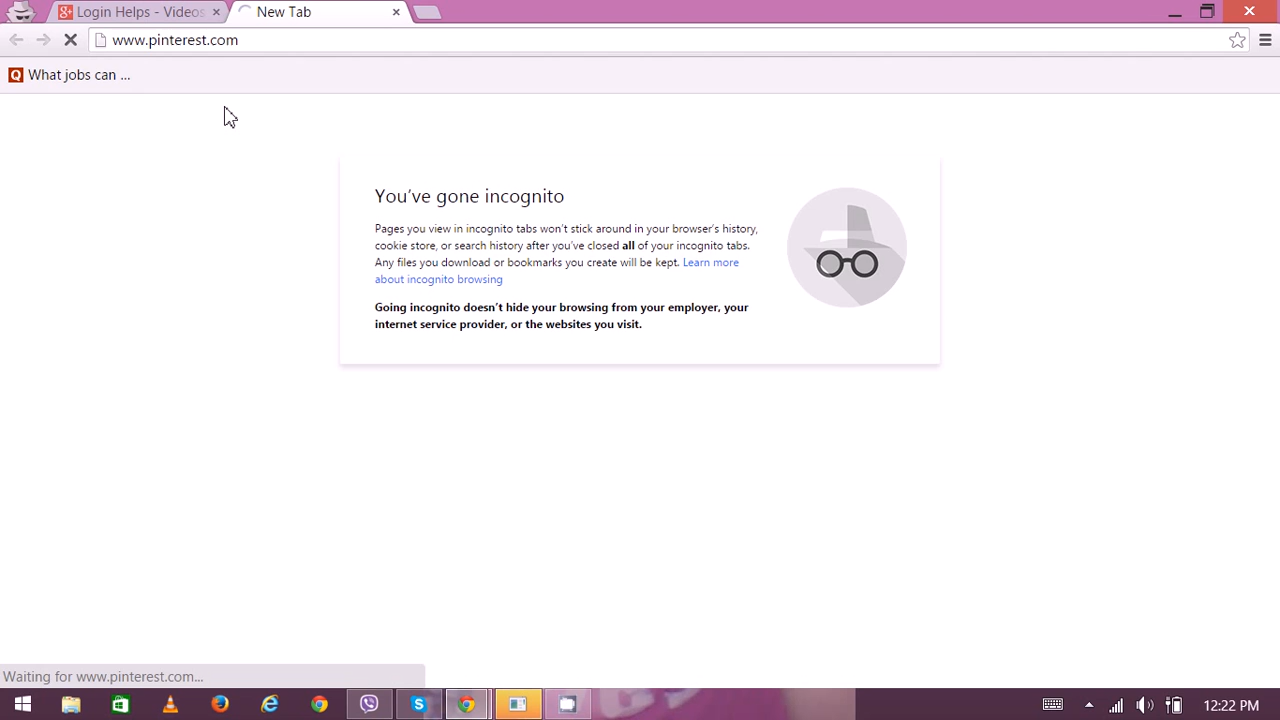 Login Helps - Videos
New Tab
www.pinterest.com
Q What jobs can ...
You've gone incognito
Pages you view in incognito tabs won't stick around in your browser's history,
cookie store, or search history after you've closed all of your incognito tabs.
Any files you download or bookmarks you create will be kept. Learn more
about incognito browsing
Going incognito doesn't hide your browsing from your employer, your
internet service provider, or the websites you visit.
Waiting for www.pinterest.com...
12:22 PM